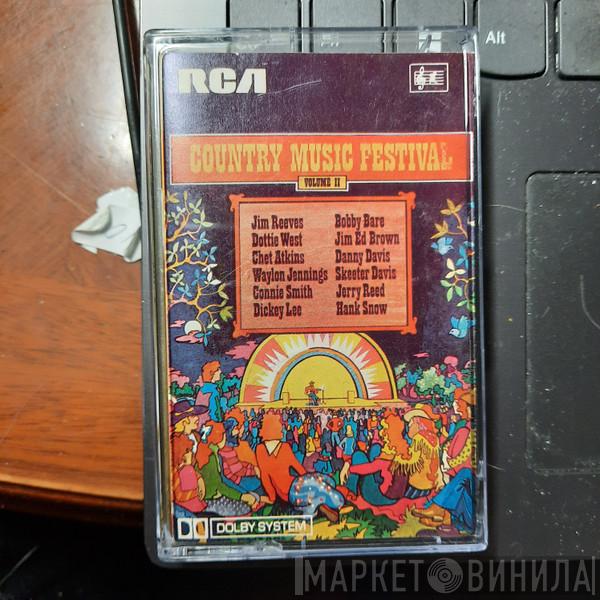 Alt
RCA
COUNTRY MUSIC FESTIVAL
VOLUME II
Jim Reeves
Dottie West
Chet Atkins
Waylon Jennings
Connie Smith
Dickey Lee
Bobby Bare
Jim Ed Brown
Danny Davis
Skeeter Davis
Jerry Reed
Hank Snow
DOLBY SYSTEM
МАРКЕТ ВИНИЛА